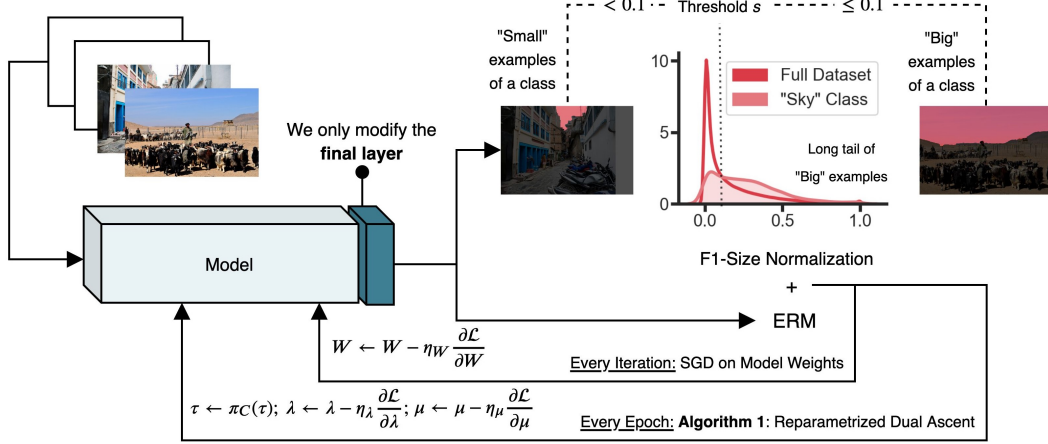 < 0.1 Threshold s ≤ 0.1
"Small"
examples
of a class
"Big"
examples
of a class
10
5
0
Full Dataset
"Sky" Class
Long tail of
"Big" examples
0.0 0.5 1.0
We only modify the
final layer
Model
F1-Size Normalization
+
ERM
W ← W − η_W ∂ℒ/∂W
Every Iteration: SGD on Model Weights
τ ← π_C(τ); λ ← λ − η_λ ∂ℒ/∂λ; μ ← μ − η_μ ∂ℒ/∂μ
Every Epoch: Algorithm 1: Reparametrized Dual Ascent